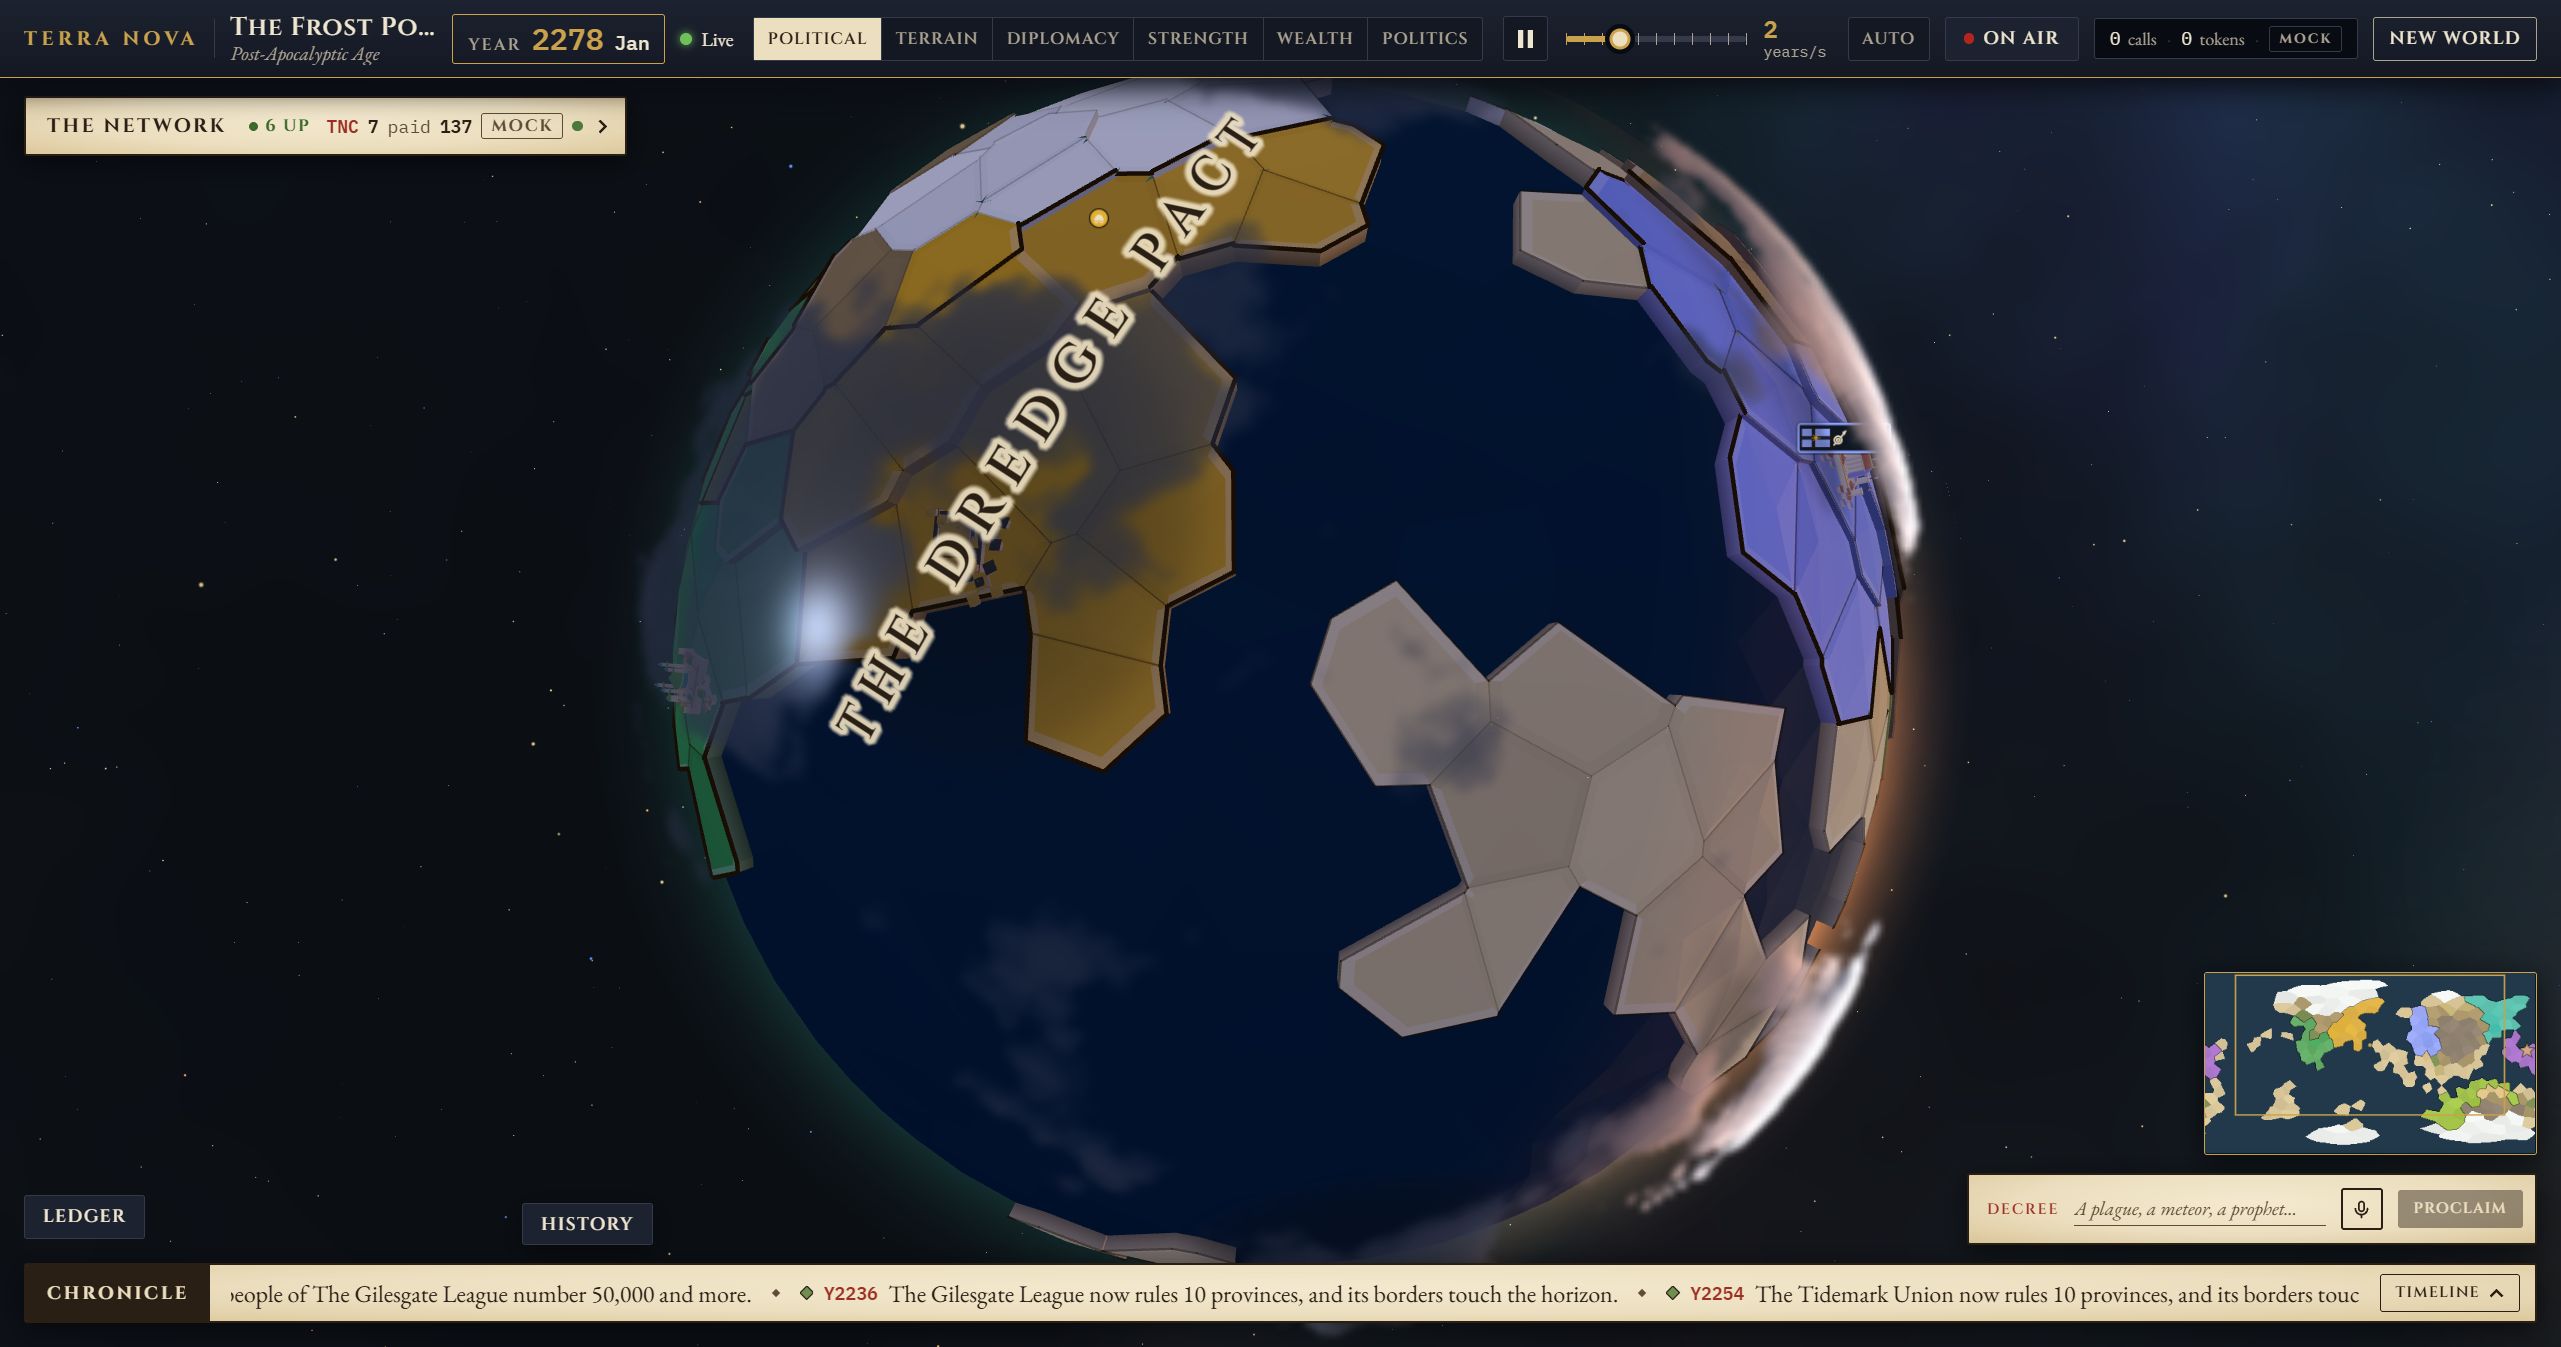 TERRA NOVA
THE FROST PO...
Post-Apocalyptic Age
YEAR 2278 Jan
Live
POLITICAL
TERRAIN
DIPLOMACY
STRENGTH
WEALTH
POLITICS
2
years/s
AUTO
ON AIR
0 calls · 0 tokens ·
MOCK
NEW WORLD
THE NETWORK
6 UP
TNC 7 paid 137
MOCK
THE DREDGE PACT
LEDGER
HISTORY
DECREE
A plague, a meteor, a prophet...
PROCLAIM
CHRONICLE
people of The Gilesgate League number 50,000 and more.
Y2236 The Gilesgate League now rules 10 provinces, and its borders touch the horizon.
Y2254 The Tidemark Union now rules 10 provinces, and its borders touc
TIMELINE